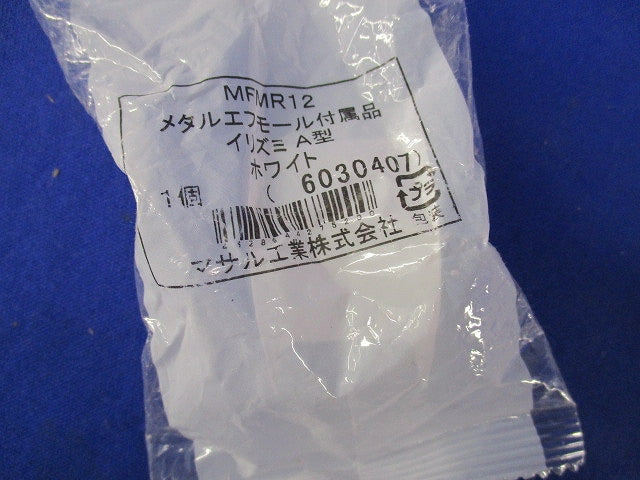 MFMR12
メタルエフモール付属品
イリズミ A型
ホワイト
1個 ( 6030407)
プラ
包装
マサル工業株式会社